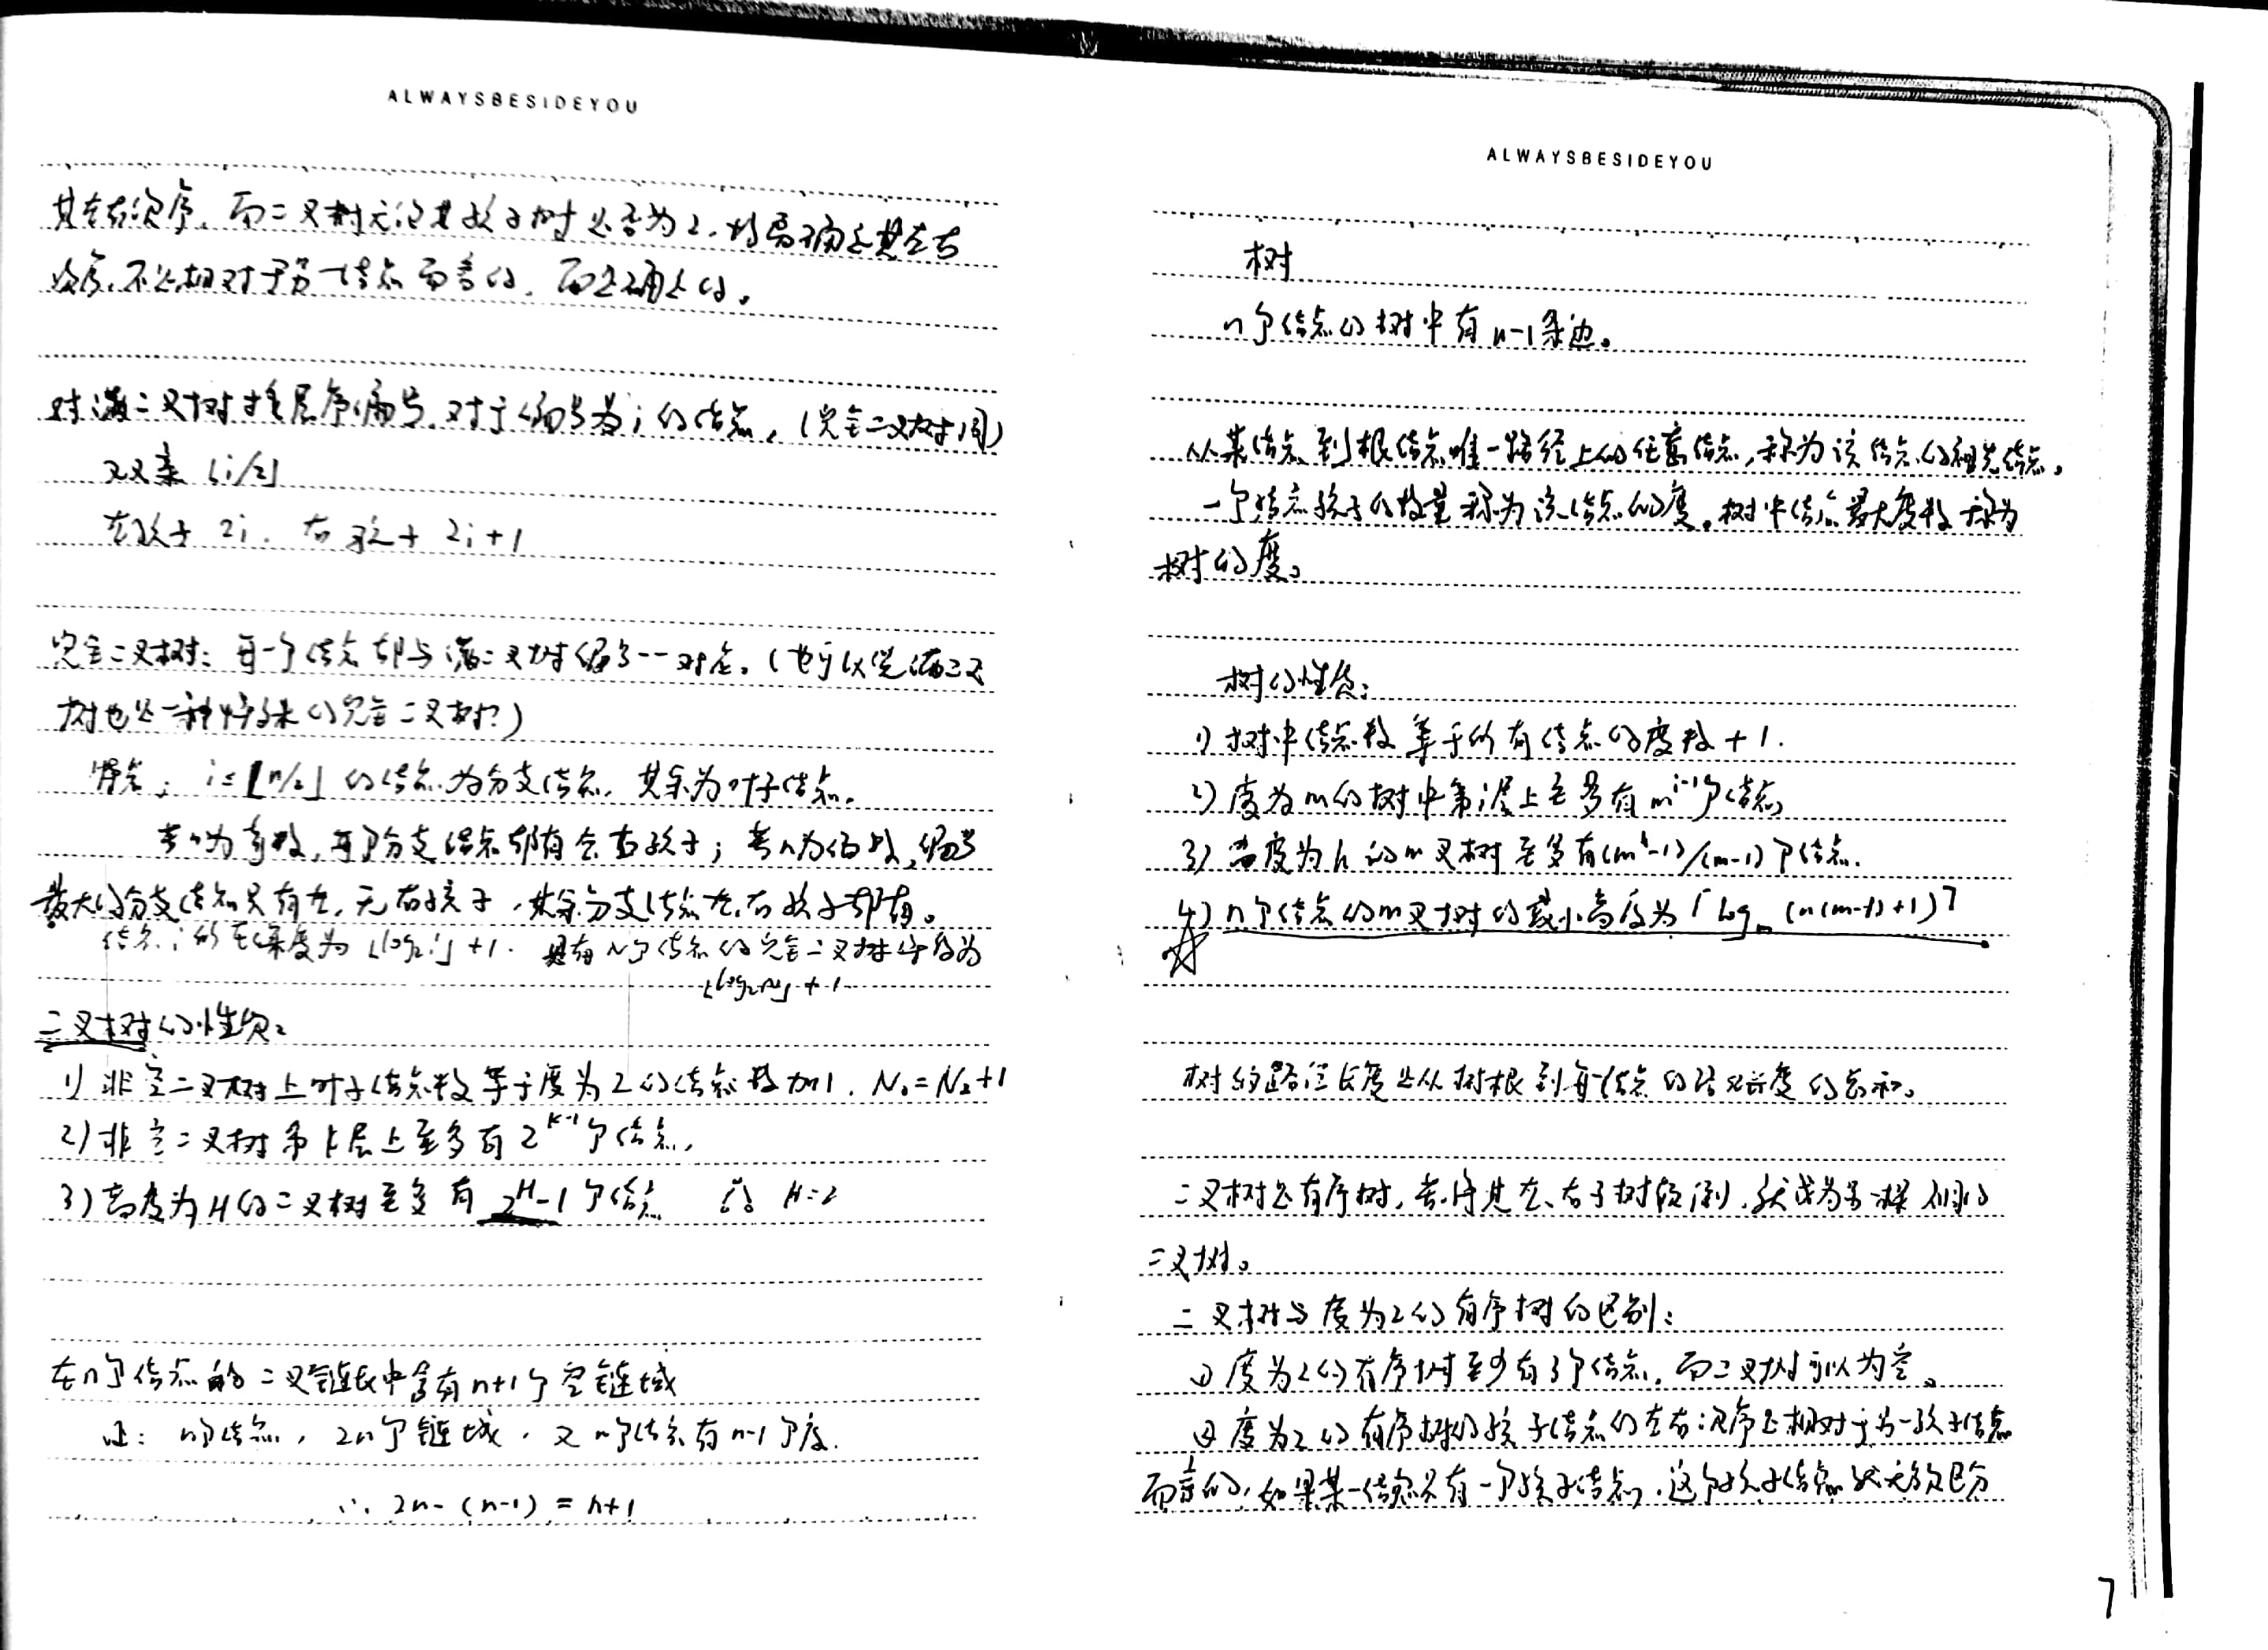 ALWAYSBESIDEYOU
其左右次序,而二叉树无论其孩子树是否为2,均需确定其左右
次序,不是相对于另一结点而言的,而是确定的。
对满二叉树按层序编号,对于编号为i的结点,(完全二叉树同)
双亲 ⌊i/2⌋
左孩子 2i. 右孩子 2i+1
完全二叉树:每一个结点都与满二叉树编号一一对应。(也可以说满二叉
树也是一种特殊的完全二叉树?)
i≤⌊n/2⌋ 的结点为分支结点,其余为叶子结点.
若n为奇数,每个分支结点都有左右孩子;若n为偶数,编号
最大的分支结点只有左,无右孩子,其余分支结点左、右孩子都有。
结点i所在深度为⌊log₂i⌋+1. 具有N个结点的完全二叉树高度为
⌊log₂N⌋+1
二叉树的性质:
1) 非空二叉树上叶子结点数等于度为2的结点数加1. N₀=N₂+1
2) 非空二叉树第K层上至多有2^{K-1}个结点.
3) 高度为H的二叉树至多有 2^H-1 个结点 H=2
在n个结点的二叉链表中含有n+1个空链域
证: n个结点,2n个链域,又n个结点有n-1个度.
∴ 2n-(n-1)=n+1
ALWAYSBESIDEYOU
树
n个结点的树中有n-1条边。
从某结点到根结点唯一路径上的任意结点,称为该结点的祖先结点。
一个结点孩子的数量称为该结点的度。树中结点最大度数称为
树的度。
树的性质:
1) 树中结点数等于所有结点的度数+1.
2) 度为m的树中第i层上至多有m^{i-1}个结点
3) 高度为h的m叉树至多有(m^h-1)/(m-1)个结点.
4) n个结点的m叉树的最小高度为⌈logₘ(n(m-1)+1)⌉
树的路径长度是从树根到每结点的路径长度的总和。
二叉树是有序树,若将其左、右子树颠倒,就成为另一棵不同的
二叉树。
二叉树与度为2的有序树的区别:
① 度为2的有序树至少有3个结点,而二叉树可以为空。
② 度为2的有序树的孩子结点的左右次序是相对于另一孩子结点
而言的,如果某一结点只有一个孩子结点,这个孩子结点就无须区分
7